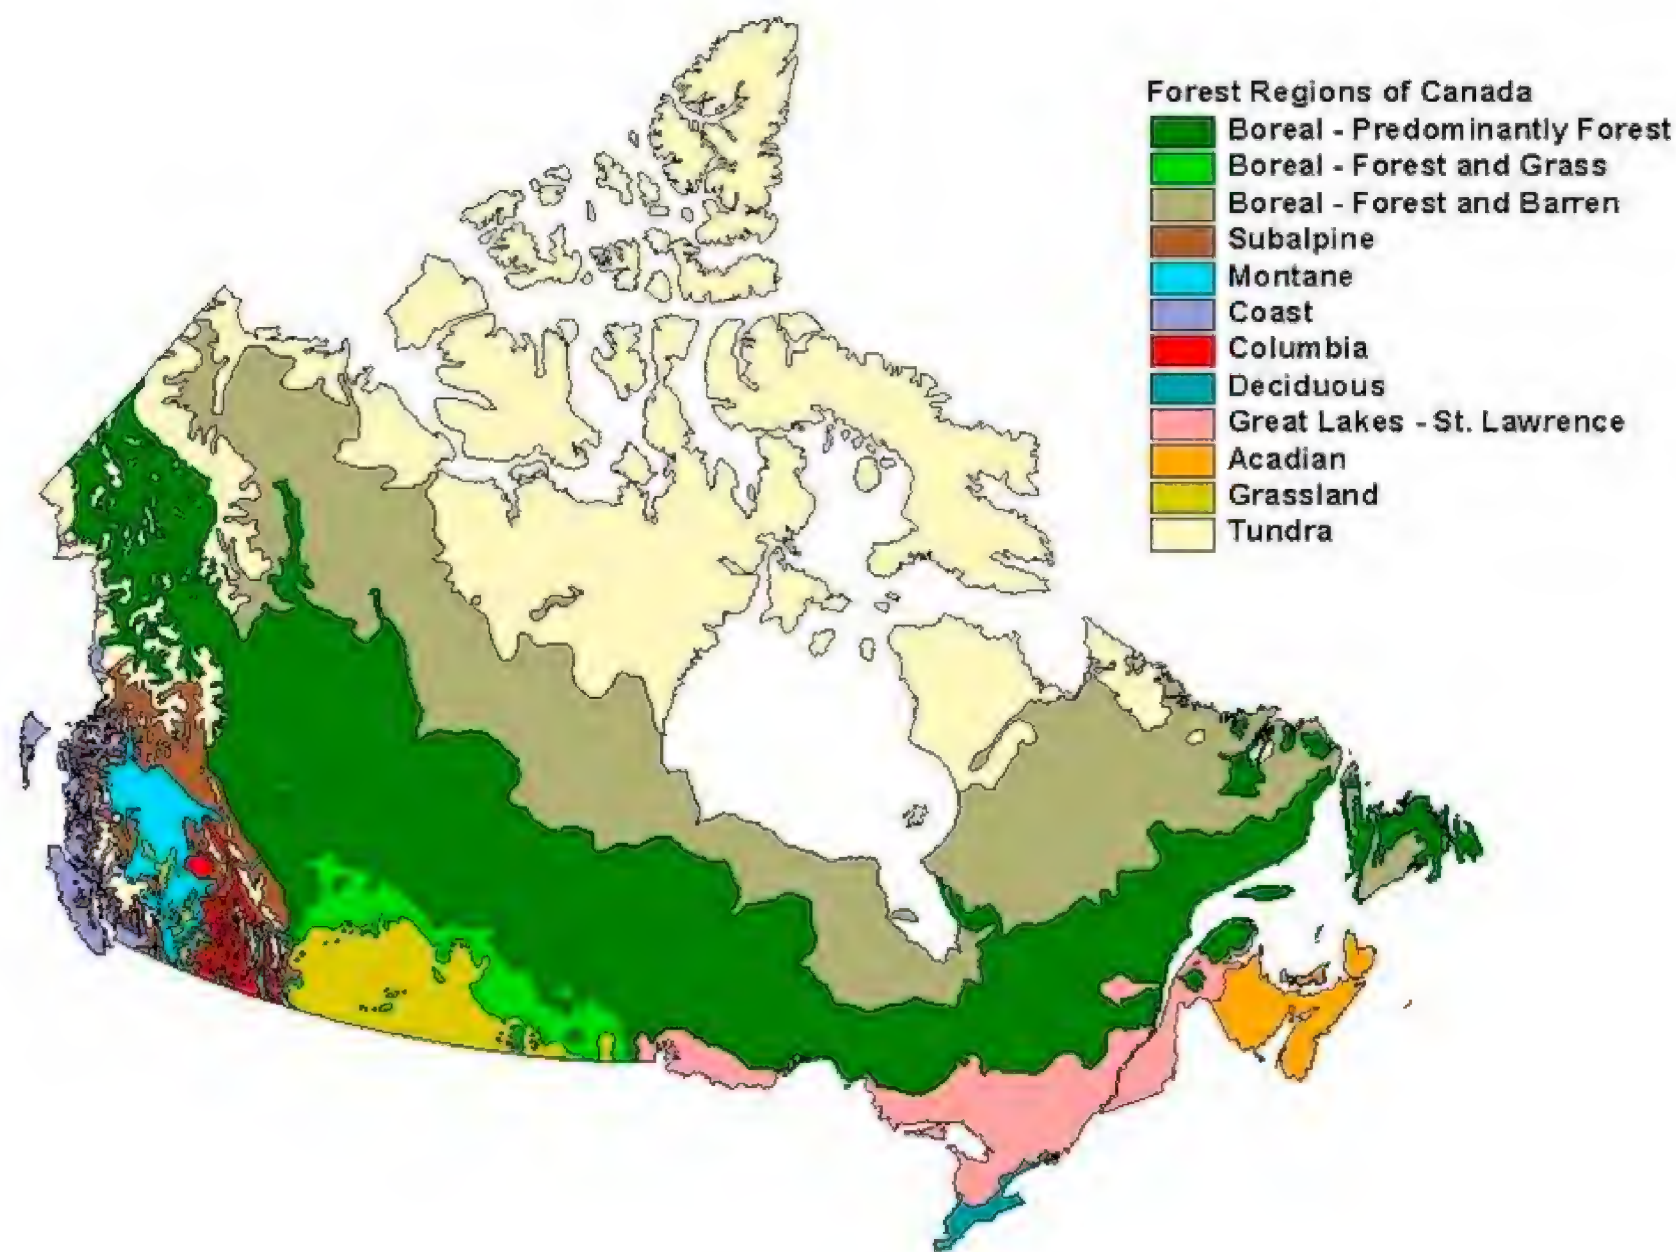 Forest Regions of Canada
Boreal - Predominantly Forest
Boreal - Forest and Grass
Boreal - Forest and Barren
Subalpine
Montane
Coast
Columbia
Deciduous
Great Lakes - St. Lawrence
Acadian
Grassland
Tundra